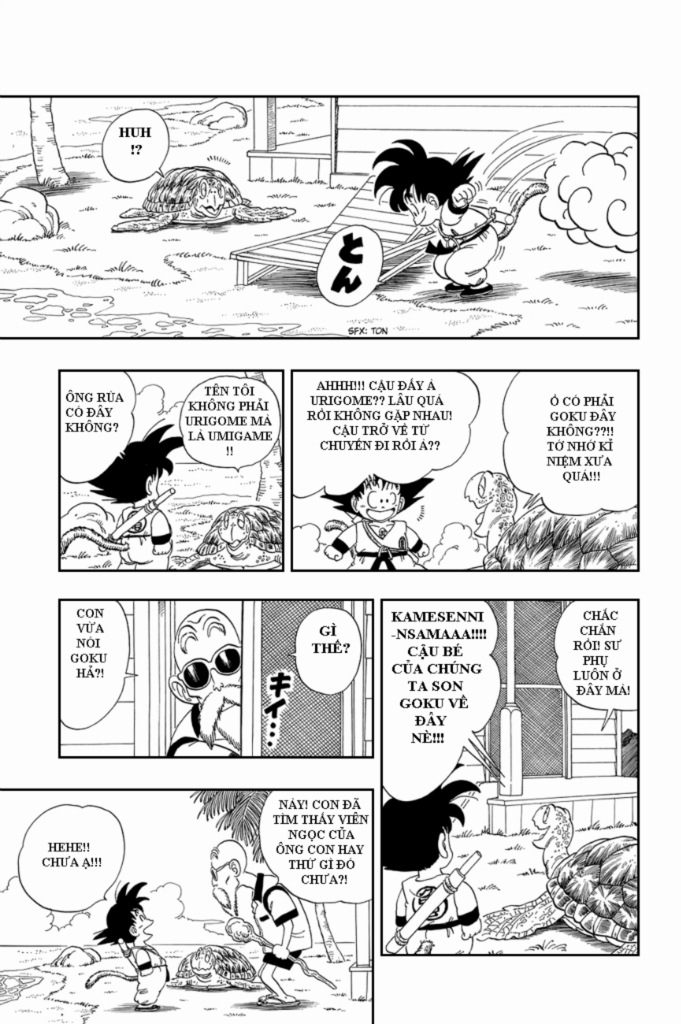 HUH
!?
とん
SFX: TON
Ồ CÓ PHẢI
GOKU ĐÂY
KHÔNG??!!
TỚ NHỚ KỈ
NIỆM XƯA
QUÁ!!!
AHHH!!! CẬU ĐẤY À
URIGOME?? LÂU QUÁ
RỒI KHÔNG GẶP NHAU!
CẬU TRỞ VỀ TỪ
CHUYẾN ĐI RỒI À??
TÊN TÔI
KHÔNG PHẢI
URIGOME MÀ
LÀ UMIGAME
!!
ÔNG RÙA
CÓ ĐÂY
KHÔNG?
CHẮC
CHẮN
RỒI! SƯ
PHỤ
LUÔN Ở
ĐÂY MÀ!
KAMESENNI
-NSAMAAA!!!!
CẬU BÉ
CỦA CHÚNG
TA SON
GOKU VỀ
ĐÂY
NÈ!!!
GÌ
THẾ?
キィ...
CON
VỪA
NÓI
GOKU
HẢ?!
NÀY! CON ĐÃ
TÌM THẤY VIÊN
NGỌC CỦA
ÔNG CON HAY
THỨ GÌ ĐÓ
CHƯA?!
HEHE!!
CHƯA Ạ!!!